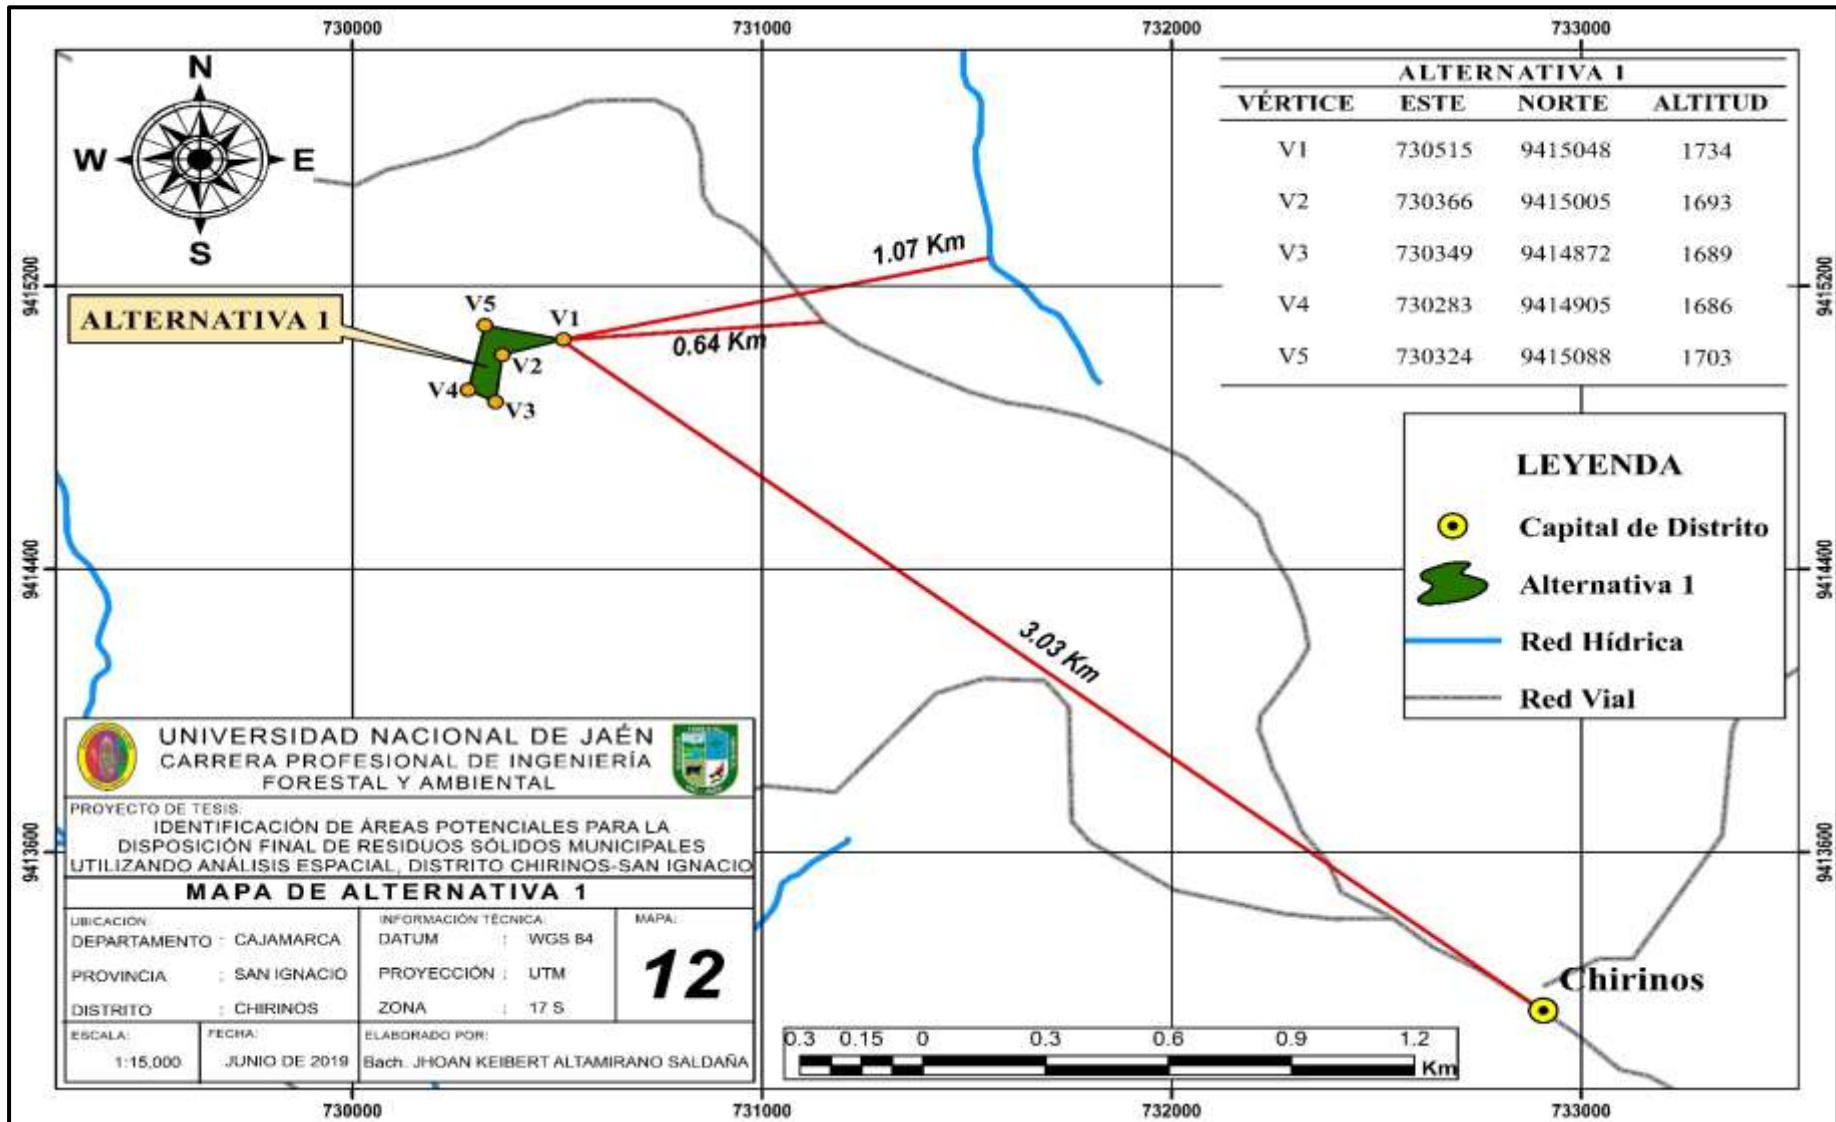 730000 731000 732000 733000
N
W E
S
ALTERNATIVA 1
VÉRTICE ESTE NORTE ALTITUD
V1 730515 9415048 1734
V2 730366 9415005 1693
V3 730349 9414872 1689
V4 730283 9414905 1686
V5 730324 9415088 1703
1.07 Km
9415200 9415200
ALTERNATIVA 1
V5 V1
0.64 Km
V2
V4
V3
LEYENDA
Capital de Distrito
Alternativa 1
Red Hídrica
Red Vial
9414400 9414400
3.03 Km
UNIVERSIDAD NACIONAL DE JAÉN
CARRERA PROFESIONAL DE INGENIERÍA
FORESTAL Y AMBIENTAL
PROYECTO DE TESIS:
IDENTIFICACIÓN DE ÁREAS POTENCIALES PARA LA
DISPOSICIÓN FINAL DE RESIDUOS SÓLIDOS MUNICIPALES
UTILIZANDO ANÁLISIS ESPACIAL, DISTRITO CHIRINOS-SAN IGNACIO
9413600 9413600
MAPA DE ALTERNATIVA 1
UBICACIÓN: INFORMACIÓN TÉCNICA: MAPA:
DEPARTAMENTO : CAJAMARCA DATUM : WGS 84
PROVINCIA : SAN IGNACIO PROYECCIÓN : UTM
12
DISTRITO : CHIRINOS ZONA : 17 S
ESCALA: FECHA: ELABORADO POR:
1:15,000 JUNIO DE 2019 Bach. JHOAN KEIBERT ALTAMIRANO SALDAÑA
Chirinos
0.3 0.15 0 0.3 0.6 0.9 1.2
Km
730000 731000 732000 733000